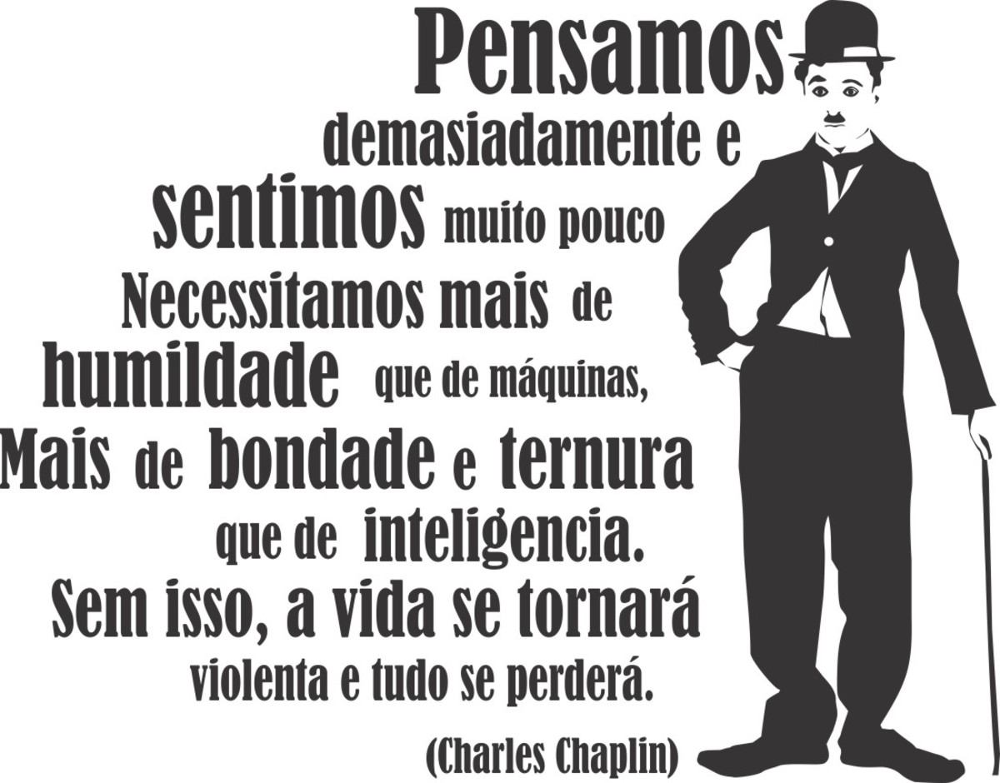 Pensamos
demasiadamente e
sentimos muito pouco
Necessitamos mais de
humildade que de máquinas,
Mais de bondade e ternura
que de inteligencia.
Sem isso, a vida se tornará
violenta e tudo se perderá.
(Charles Chaplin)